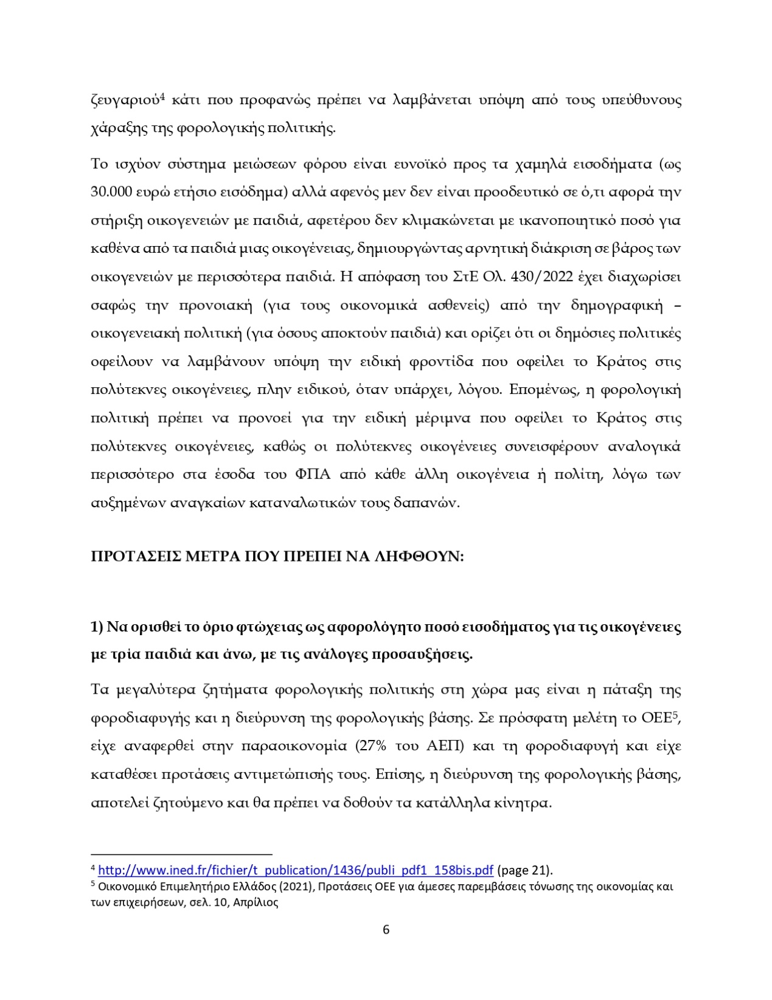 ζευγαριού⁴ κάτι που προφανώς πρέπει να λαμβάνεται υπόψη από τους υπεύθυνους
χάραξης της φορολογικής πολιτικής.
Το ισχύον σύστημα μειώσεων φόρου είναι ευνοϊκό προς τα χαμηλά εισοδήματα (ως
30.000 ευρώ ετήσιο εισόδημα) αλλά αφενός μεν δεν είναι προοδευτικό σε ό,τι αφορά την
στήριξη οικογενειών με παιδιά, αφετέρου δεν κλιμακώνεται με ικανοποιητικό ποσό για
καθένα από τα παιδιά μιας οικογένειας, δημιουργώντας αρνητική διάκριση σε βάρος των
οικογενειών με περισσότερα παιδιά. Η απόφαση του ΣτΕ Ολ. 430/2022 έχει διαχωρίσει
σαφώς την προνοιακή (για τους οικονομικά ασθενείς) από την δημογραφική –
οικογενειακή πολιτική (για όσους αποκτούν παιδιά) και ορίζει ότι οι δημόσιες πολιτικές
οφείλουν να λαμβάνουν υπόψη την ειδική φροντίδα που οφείλει το Κράτος στις
πολύτεκνες οικογένειες, πλην ειδικού, όταν υπάρχει, λόγου. Επομένως, η φορολογική
πολιτική πρέπει να προνοεί για την ειδική μέριμνα που οφείλει το Κράτος στις
πολύτεκνες οικογένειες, καθώς οι πολύτεκνες οικογένειες συνεισφέρουν αναλογικά
περισσότερο στα έσοδα του ΦΠΑ από κάθε άλλη οικογένεια ή πολίτη, λόγω των
αυξημένων αναγκαίων καταναλωτικών τους δαπανών.
ΠΡΟΤΑΣΕΙΣ ΜΕΤΡΑ ΠΟΥ ΠΡΕΠΕΙ ΝΑ ΛΗΦΘΟΥΝ:
1) Να ορισθεί το όριο φτώχειας ως αφορολόγητο ποσό εισοδήματος για τις οικογένειες
με τρία παιδιά και άνω, με τις ανάλογες προσαυξήσεις.
Τα μεγαλύτερα ζητήματα φορολογικής πολιτικής στη χώρα μας είναι η πάταξη της
φοροδιαφυγής και η διεύρυνση της φορολογικής βάσης. Σε πρόσφατη μελέτη το ΟΕΕ⁵,
είχε αναφερθεί στην παραοικονομία (27% του ΑΕΠ) και τη φοροδιαφυγή και είχε
καταθέσει προτάσεις αντιμετώπισής τους. Επίσης, η διεύρυνση της φορολογικής βάσης,
αποτελεί ζητούμενο και θα πρέπει να δοθούν τα κατάλληλα κίνητρα.
⁴ http://www.ined.fr/fichier/t_publication/1436/publi_pdf1_158bis.pdf (page 21).
⁵ Οικονομικό Επιμελητήριο Ελλάδος (2021), Προτάσεις ΟΕΕ για άμεσες παρεμβάσεις τόνωσης της οικονομίας και
των επιχειρήσεων, σελ. 10, Απρίλιος
6